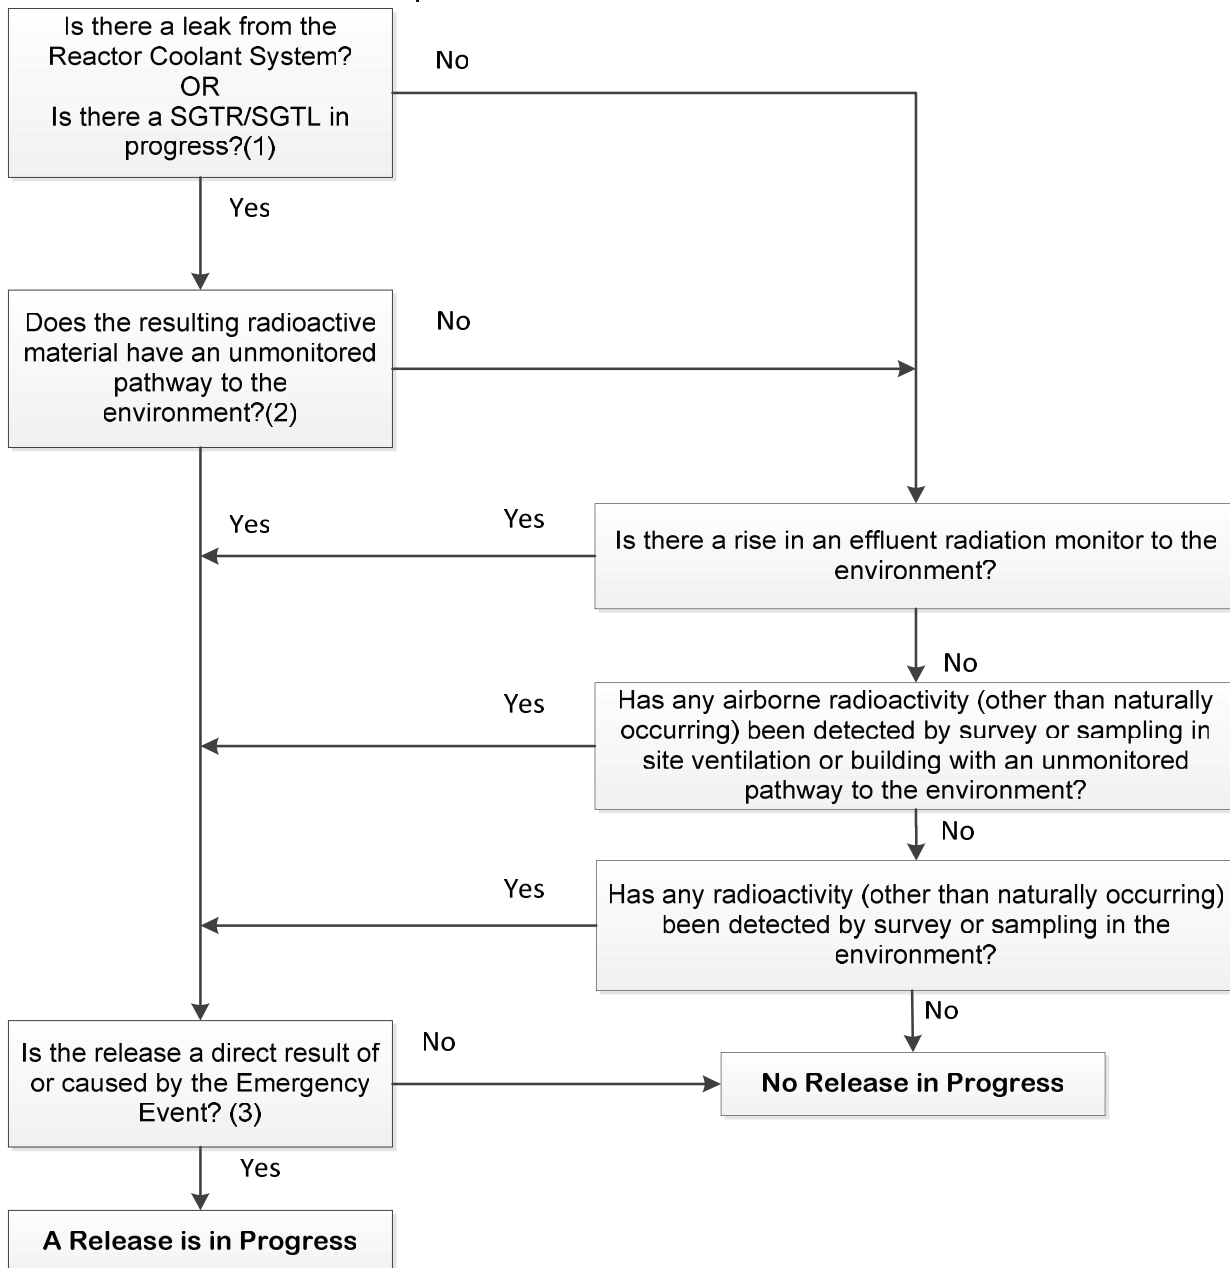 Is there a leak from the
Reactor Coolant System?
OR
Is there a SGTR/SGTL in
progress?(1)
No
Yes
Does the resulting radioactive
material have an unmonitored
pathway to the
environment?(2)
No
Yes
Yes
Is there a rise in an effluent radiation monitor to the
environment?
No
Yes
Has any airborne radioactivity (other than naturally
occurring) been detected by survey or sampling in
site ventilation or building with an unmonitored
pathway to the environment?
No
Yes
Has any radioactivity (other than naturally occurring)
been detected by survey or sampling in the
environment?
No
Is the release a direct result of
or caused by the Emergency
Event? (3)
No
No Release in Progress
Yes
A Release is in Progress